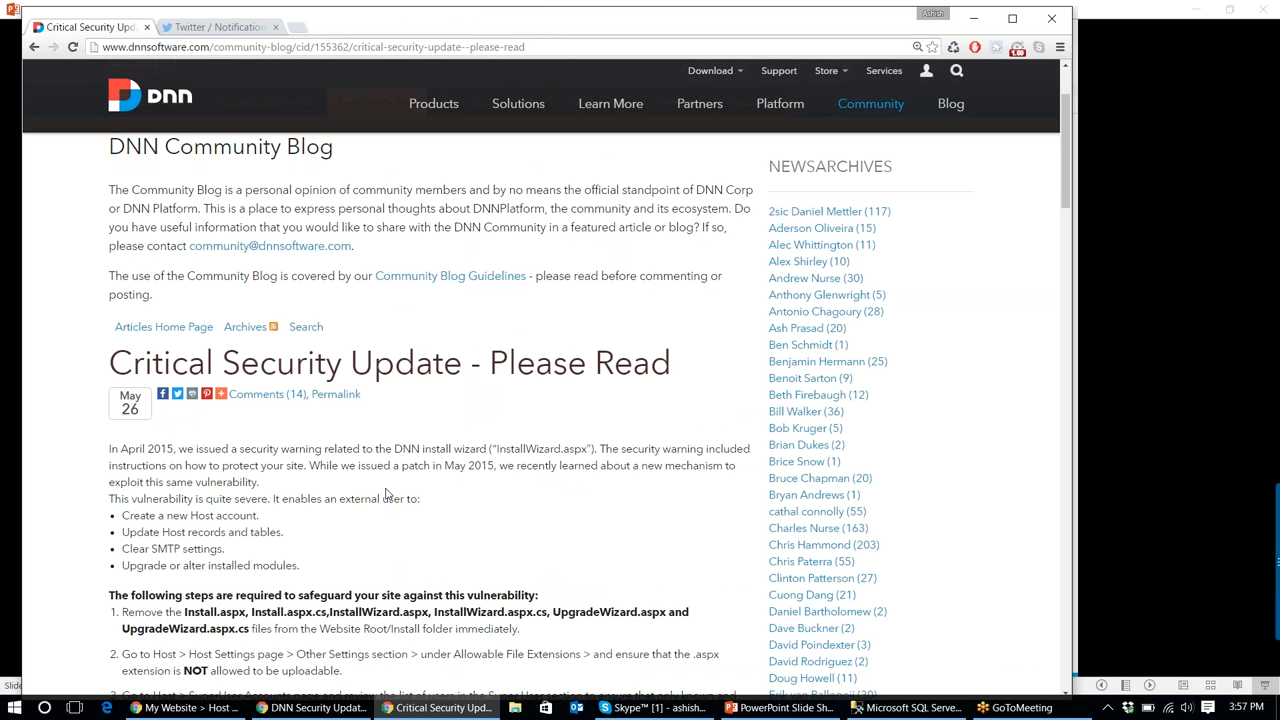 Ashish
Critical Security Upd
Twitter / Notification
www.dnnsoftware.com/community-blog/cid/155362/critical-security-update--please-read
1.00
Download Support Store Services
dnn
Products Solutions Learn More Partners Platform Community Blog
DNN Community Blog
The Community Blog is a personal opinion of community members and by no means the official standpoint of DNN Corp
or DNN Platform. This is a place to express personal thoughts about DNNPlatform, the community and its ecosystem. Do
you have useful information that you would like to share with the DNN Community in a featured article or blog? If so,
please contact community@dnnsoftware.com.
The use of the Community Blog is covered by our Community Blog Guidelines - please read before commenting or
posting.
Articles Home Page Archives Search
Critical Security Update - Please Read
May
26
Comments (14), Permalink
In April 2015, we issued a security warning related to the DNN install wizard ("InstallWizard.aspx"). The security warning included
instructions on how to protect your site. While we issued a patch in May 2015, we recently learned about a new mechanism to
exploit this same vulnerability.
This vulnerability is quite severe. It enables an external user to:
• Create a new Host account.
• Update Host records and tables.
• Clear SMTP settings.
• Upgrade or alter installed modules.
The following steps are required to safeguard your site against this vulnerability:
1. Remove the Install.aspx, Install.aspx.cs,InstallWizard.aspx, InstallWizard.aspx.cs, UpgradeWizard.aspx and
UpgradeWizard.aspx.cs files from the Website Root/Install folder immediately.
2. Go to Host > Host Settings page > Other Settings section > under Allowable File Extensions > and ensure that the .aspx
extension is NOT allowed to be uploadable.
NEWSARCHIVES
2sic Daniel Mettler (117)
Aderson Oliveira (15)
Alec Whittington (11)
Alex Shirley (10)
Andrew Nurse (30)
Anthony Glenwright (5)
Antonio Chagoury (28)
Ash Prasad (20)
Ben Schmidt (1)
Benjamin Hermann (25)
Benoit Sarton (9)
Beth Firebaugh (12)
Bill Walker (36)
Bob Kruger (5)
Brian Dukes (2)
Brice Snow (1)
Bruce Chapman (20)
Bryan Andrews (1)
cathal connolly (55)
Charles Nurse (163)
Chris Hammond (203)
Chris Paterra (55)
Clinton Patterson (27)
Cuong Dang (21)
Daniel Bartholomew (2)
Dave Buckner (2)
David Poindexter (3)
David Rodriguez (2)
Doug Howell (11)
Slide
My Website > Host ...
DNN Security Updat...
Critical Security Upd...
Skype™ [1] - ashish...
PowerPoint Slide Sh...
Microsoft SQL Serve...
GoToMeeting
3:57 PM